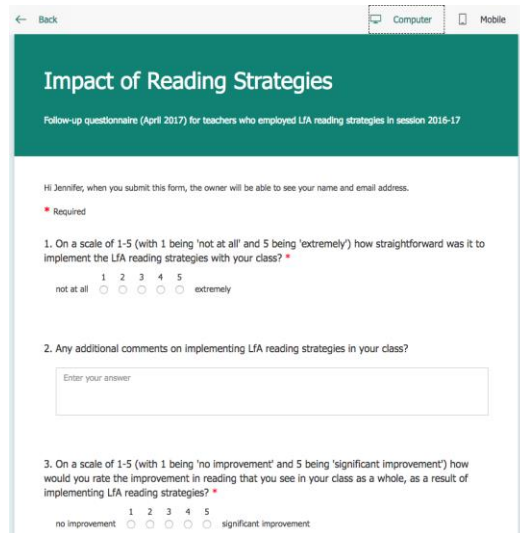 ← Back Computer Mobile
Impact of Reading Strategies
Follow-up questionnaire (April 2017) for teachers who employed LfA reading strategies in session 2016-17
Hi Jennifer, when you submit this form, the owner will be able to see your name and email address.
* Required
1. On a scale of 1-5 (with 1 being 'not at all' and 5 being 'extremely') how straightforward was it to
implement the LfA reading strategies with your class? *
1 2 3 4 5
not at all extremely
2. Any additional comments on implementing LfA reading strategies in your class?
Enter your answer
3. On a scale of 1-5 (with 1 being 'no improvement' and 5 being 'significant improvement') how
would you rate the improvement in reading that you see in your class as a whole, as a result of
implementing LfA reading strategies? *
1 2 3 4 5
no improvement significant improvement